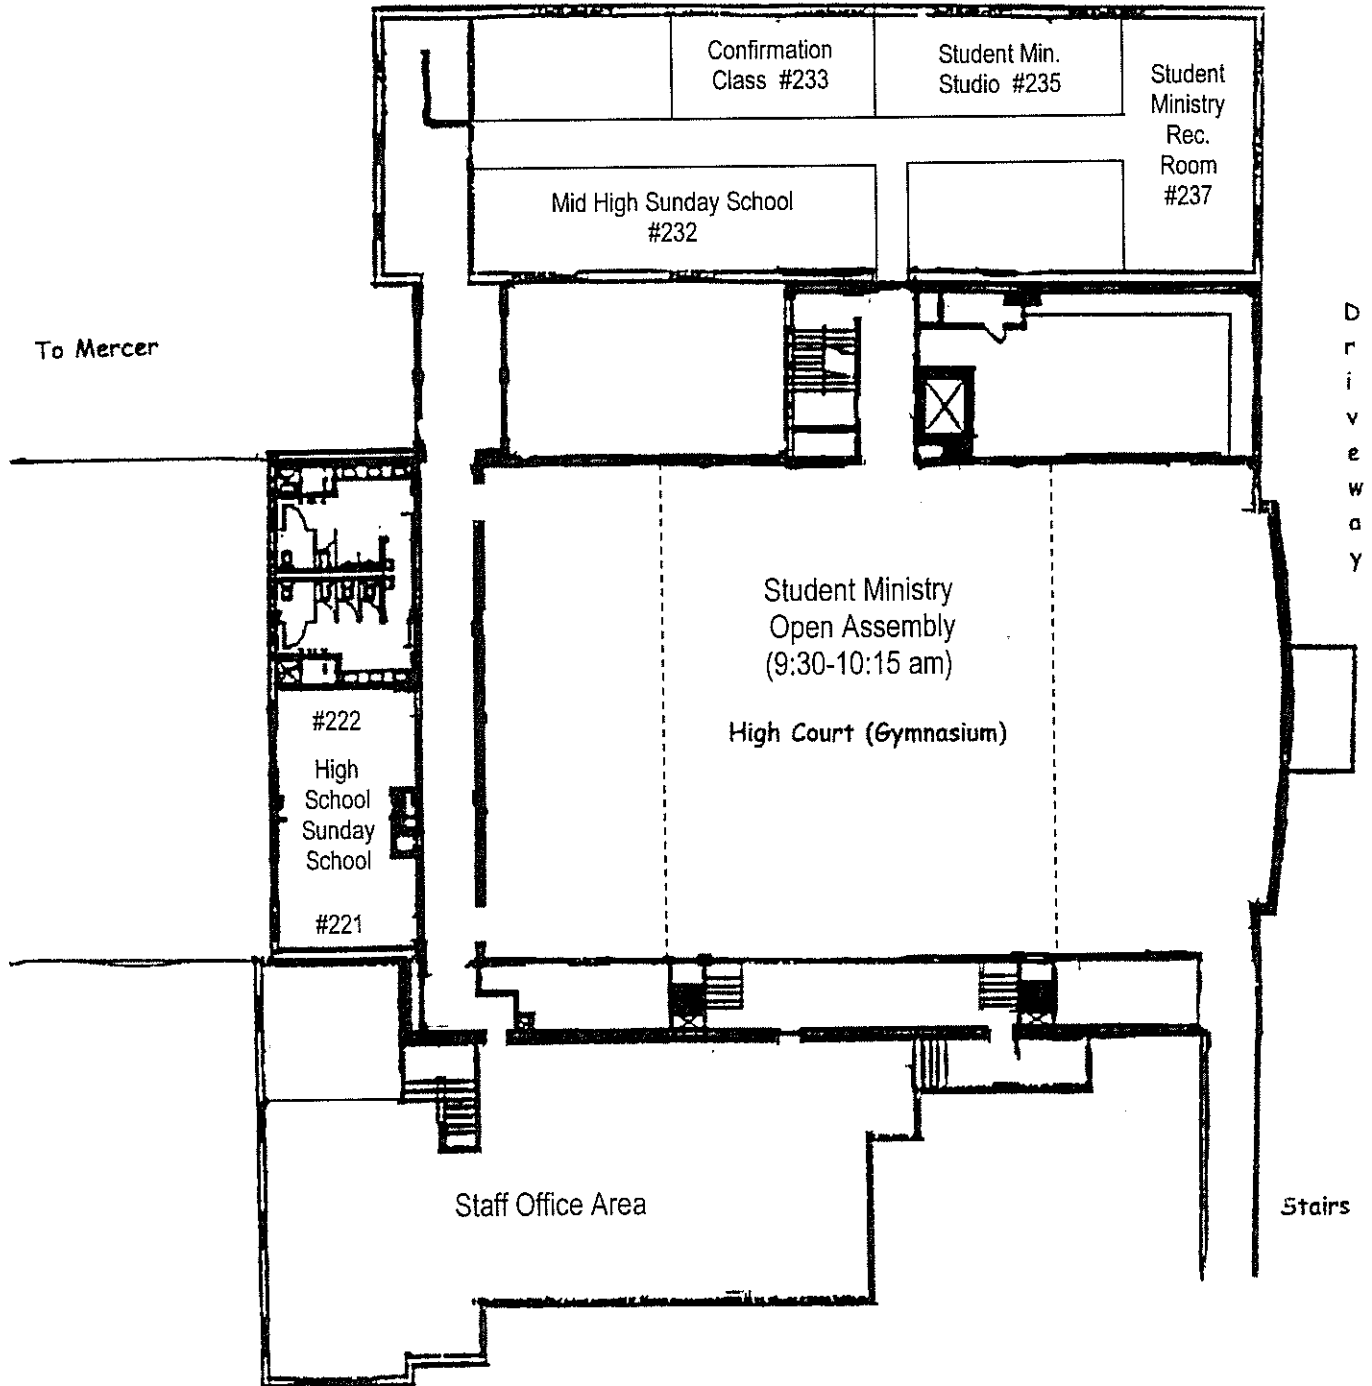 Confirmation
Class #233
Student Min.
Studio #235
Student
Ministry
Rec.
Room
#237
Mid High Sunday School
#232
To Mercer
D
r
i
v
e
w
a
y
Student Ministry
Open Assembly
(9:30-10:15 am)
High Court (Gymnasium)
#222
High
School
Sunday
School
#221
Staff Office Area
Stairs